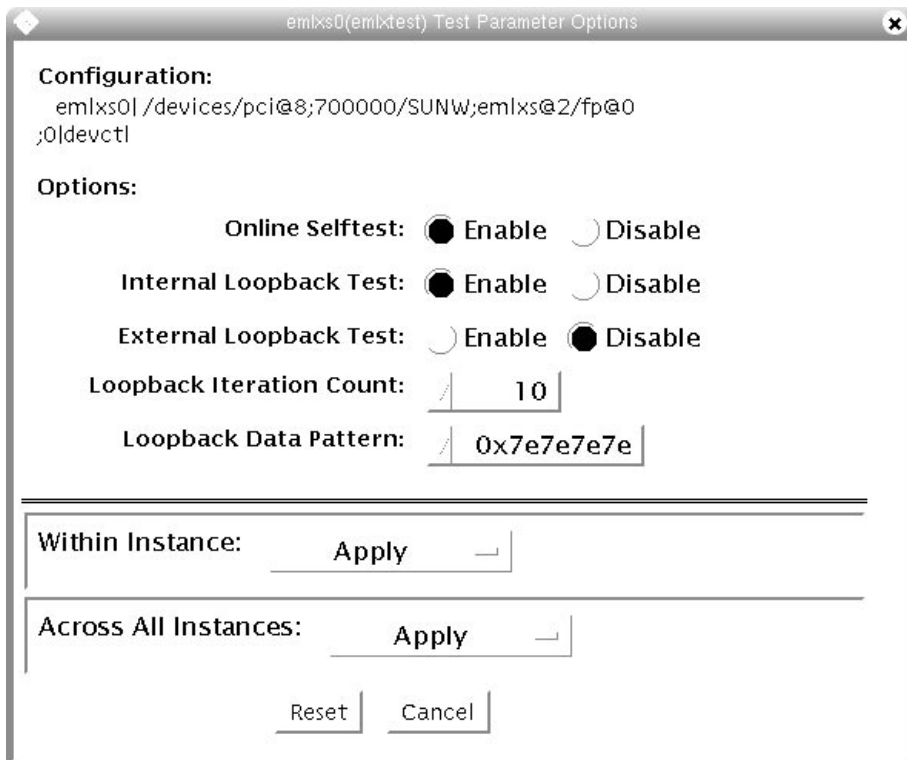 emlxs0(emlxtest) Test Parameter Options
Configuration:
emlxs0| /devices/pci@8;700000/SUNW;emlxs@2/fp@0
;0|devctl
Options:
Online Selftest: Enable Disable
Internal Loopback Test: Enable Disable
External Loopback Test: Enable Disable
Loopback Iteration Count: 10
Loopback Data Pattern: 0x7e7e7e7e
Within Instance: Apply
Across All Instances: Apply
Reset Cancel